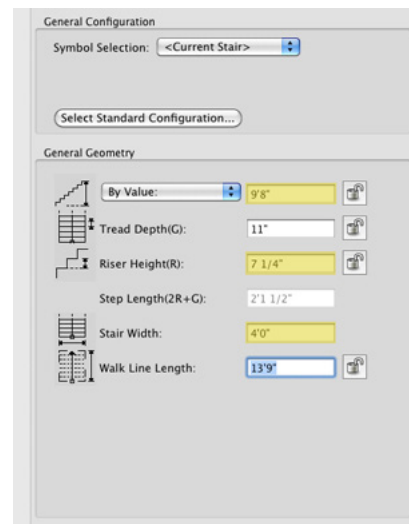 General Configuration
Symbol Selection: <Current Stair>
Select Standard Configuration...
General Geometry
By Value: 9'8"
Tread Depth(G): 11"
Riser Height(R): 7 1/4"
Step Length(2R+G): 2'1 1/2"
Stair Width: 4'0"
Walk Line Length: 13'9"